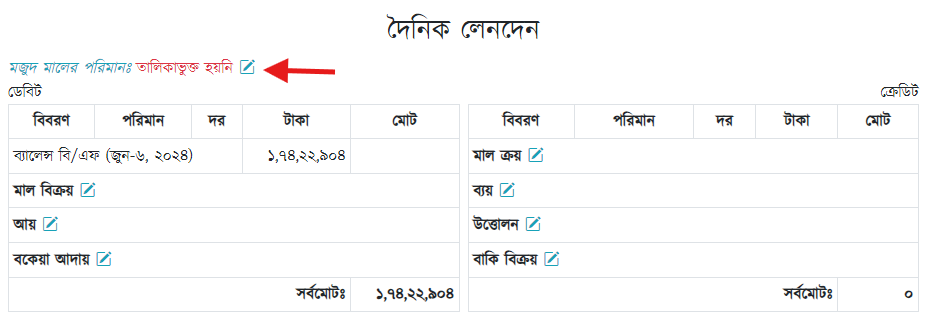 দৈনিক লেনদেন
মজুদ মালের পরিমানঃ তালিকাভুক্ত হয়নি
ডেবিট ক্রেডিট
বিবরণ পরিমান দর টাকা মোট বিবরণ পরিমান দর টাকা মোট
ব্যালেন্স বি/এফ (জুন-৬, ২০২৪) ১,৭৪,২২,৯০৪ মাল ক্রয়
মাল বিক্রয় ব্যয়
আয় উত্তোলন
বকেয়া আদায় বাকি বিক্রয়
সর্বমোটঃ ১,৭৪,২২,৯০৪ সর্বমোটঃ ০